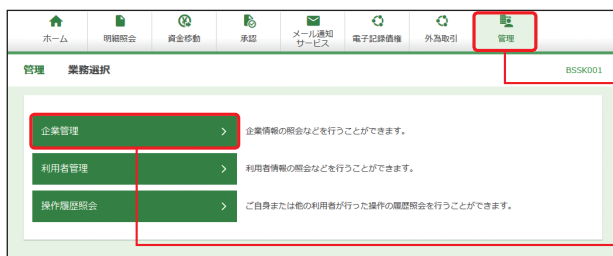 ホーム
明細照会
資金移動
承認
メール通知
サービス
電子記録債権
外為取引
管理
管理 業務選択
BSSK001
企業管理
企業情報の照会などを行うことができます。
利用者管理
利用者情報の照会などを行うことができます。
操作履歴照会
ご自身または他の利用者が行った操作の履歴照会を行うことができます。